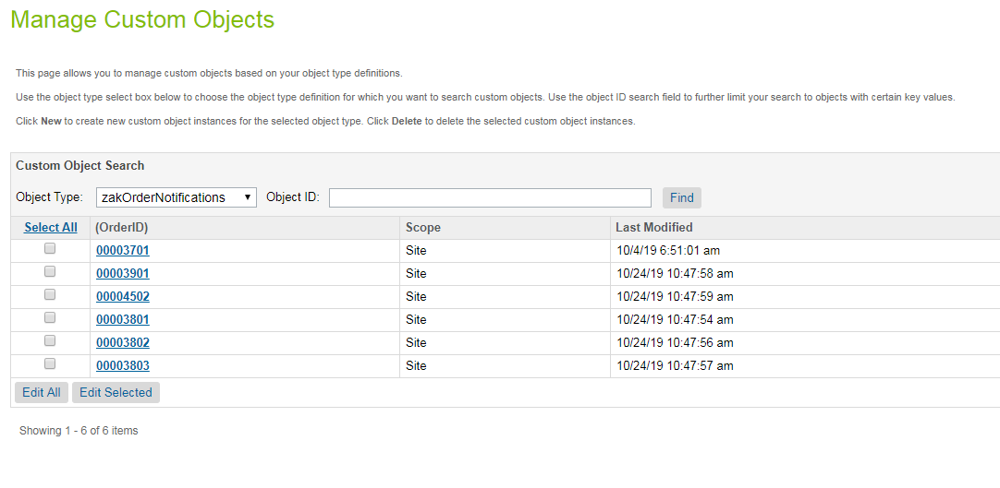 Manage Custom Objects
This page allows you to manage custom objects based on your object type definitions.
Use the object type select box below to choose the object type definition for which you want to search custom objects. Use the object ID search field to further limit your search to objects with certain key values.
Click New to create new custom object instances for the selected object type. Click Delete to delete the selected custom object instances.
Custom Object Search
Object Type: zakOrderNotifications Object ID: Find
Select All (OrderID) Scope Last Modified
00003701 Site 10/4/19 6:51:01 am
00003901 Site 10/24/19 10:47:58 am
00004502 Site 10/24/19 10:47:59 am
00003801 Site 10/24/19 10:47:54 am
00003802 Site 10/24/19 10:47:56 am
00003803 Site 10/24/19 10:47:57 am
Edit All Edit Selected
Showing 1 - 6 of 6 items